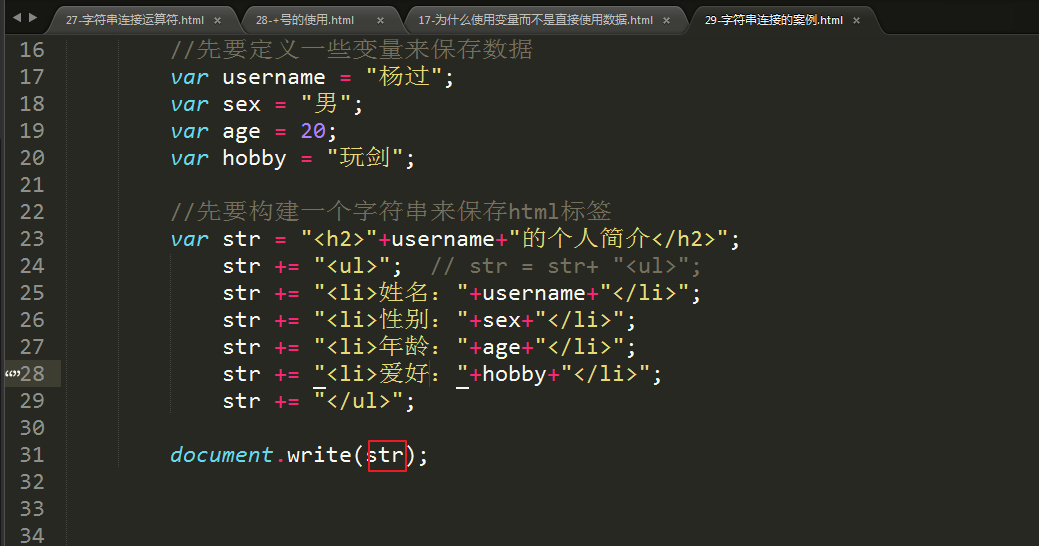 27-字符串连接运算符.html × 28-+号的使用.html × 17-为什么使用变量而不是直接使用数据.html × 29-字符串连接的案例.html ×
16 //先要定义一些变量来保存数据
17 var username = "杨过";
18 var sex = "男";
19 var age = 20;
20 var hobby = "玩剑";
21
22 //先要构建一个字符串来保存html标签
23 var str = "<h2>"+username+"的个人简介</h2>";
24 str += "<ul>"; // str = str+ "<ul>";
25 str += "<li>姓名："+username+"</li>";
26 str += "<li>性别："+sex+"</li>";
27 str += "<li>年龄："+age+"</li>";
28 str += "<li>爱好："+hobby+"</li>";
29 str += "</ul>";
30
31 document.write(str);
32
33
34